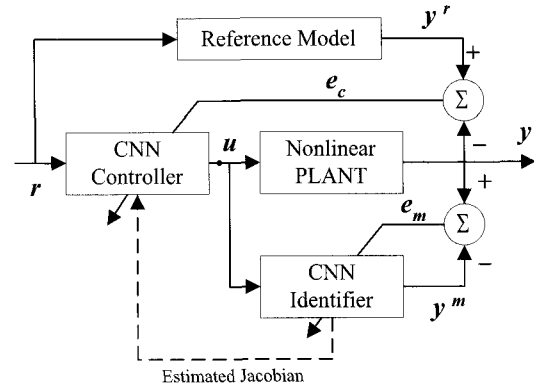 y r
Reference Model
+
e c
Σ
CNN
Controller
u
Nonlinear
PLANT
−
y
r
+
e m
Σ
CNN
Identifier
−
y m
Estimated Jacobian